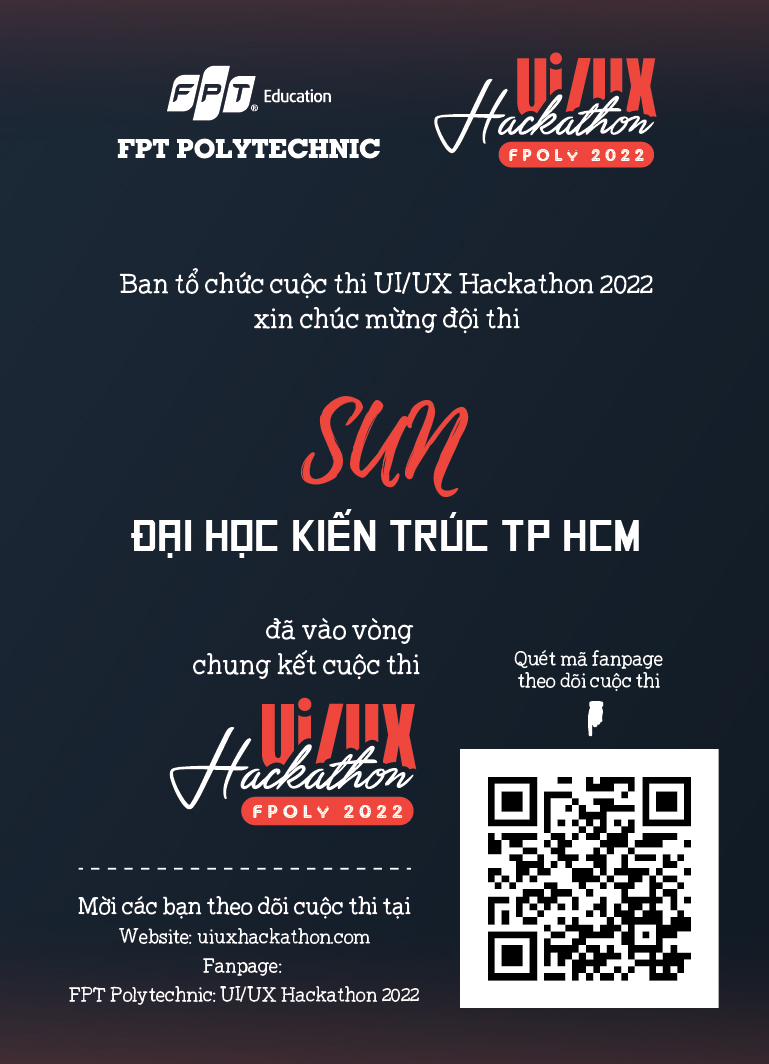 FPT® Education
FPT POLYTECHNIC
Ui/UX
Hackathon
FPOLY 2022
Ban tổ chức cuộc thi UI/UX Hackathon 2022
xin chúc mừng đội thi
SUN
ĐẠI HỌC KIẾN TRÚC TP HCM
đã vào vòng
chung kết cuộc thi
Ui/UX
Hackathon
FPOLY 2022
Quét mã fanpage
theo dõi cuộc thi
Mời các bạn theo dõi cuộc thi tại
Website: uiuxhackathon.com
Fanpage:
FPT Polytechnic: UI/UX Hackathon 2022